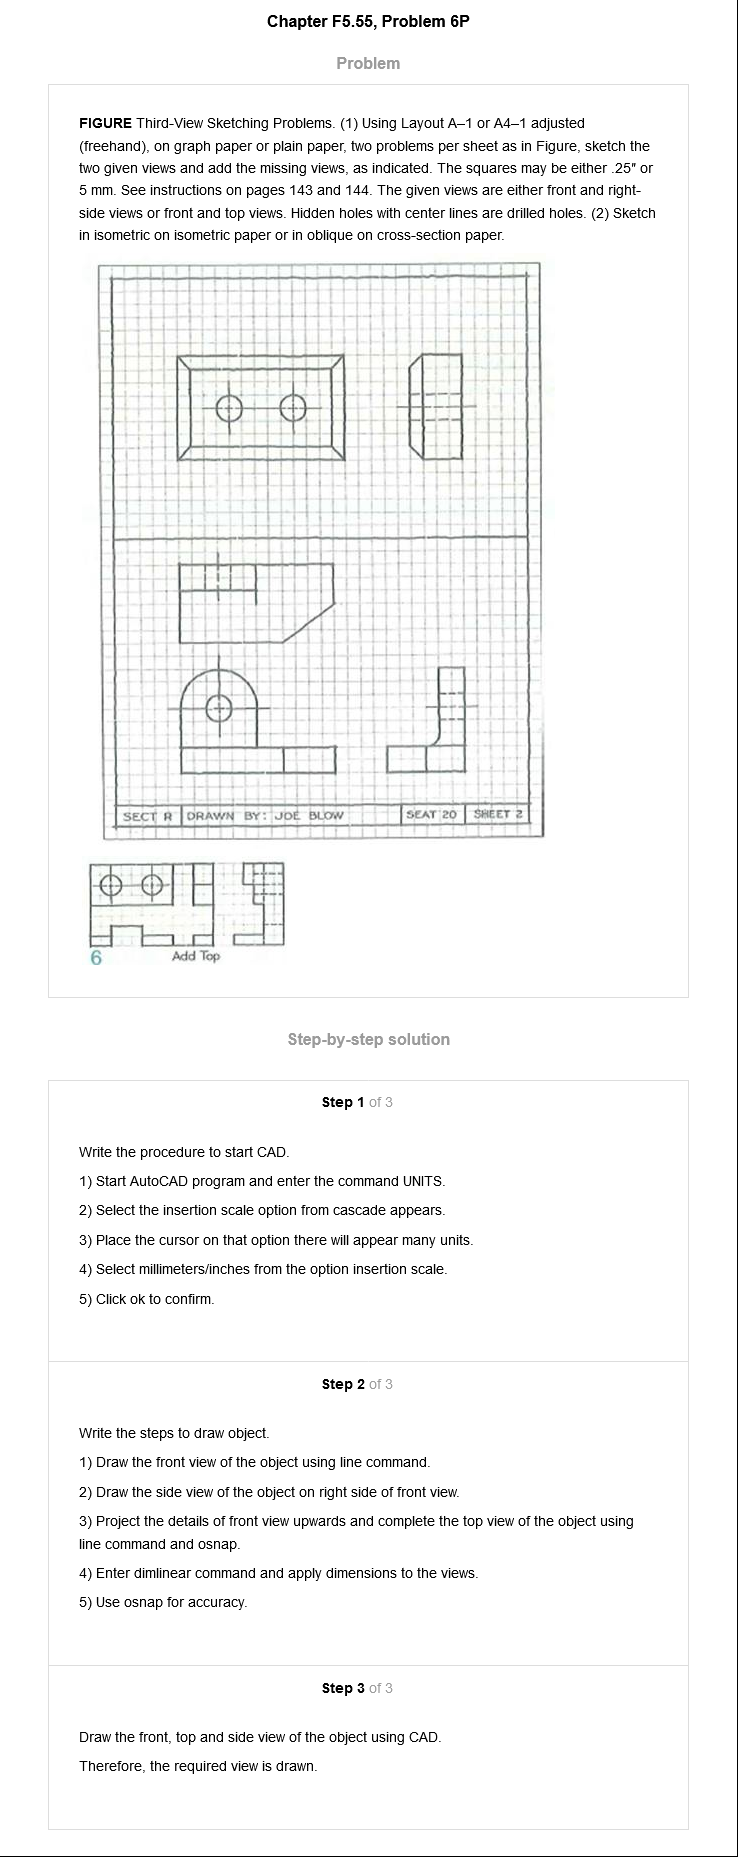 Chapter F5.55, Problem 6P
Problem
FIGURE Third-View Sketching Problems. (1) Using Layout A–1 or A4–1 adjusted
(freehand), on graph paper or plain paper, two problems per sheet as in Figure, sketch the
two given views and add the missing views, as indicated. The squares may be either .25″ or
5 mm. See instructions on pages 143 and 144. The given views are either front and right-
side views or front and top views. Hidden holes with center lines are drilled holes. (2) Sketch
in isometric on isometric paper or in oblique on cross-section paper.
SECT R DRAWN BY: JOE BLOW SEAT 20 SHEET 2
6 Add Top
Step-by-step solution
Step 1 of 3
Write the procedure to start CAD.
1) Start AutoCAD program and enter the command UNITS.
2) Select the insertion scale option from cascade appears.
3) Place the cursor on that option there will appear many units.
4) Select millimeters/inches from the option insertion scale.
5) Click ok to confirm.
Step 2 of 3
Write the steps to draw object.
1) Draw the front view of the object using line command.
2) Draw the side view of the object on right side of front view.
3) Project the details of front view upwards and complete the top view of the object using
line command and osnap.
4) Enter dimlinear command and apply dimensions to the views.
5) Use osnap for accuracy.
Step 3 of 3
Draw the front, top and side view of the object using CAD.
Therefore, the required view is drawn.